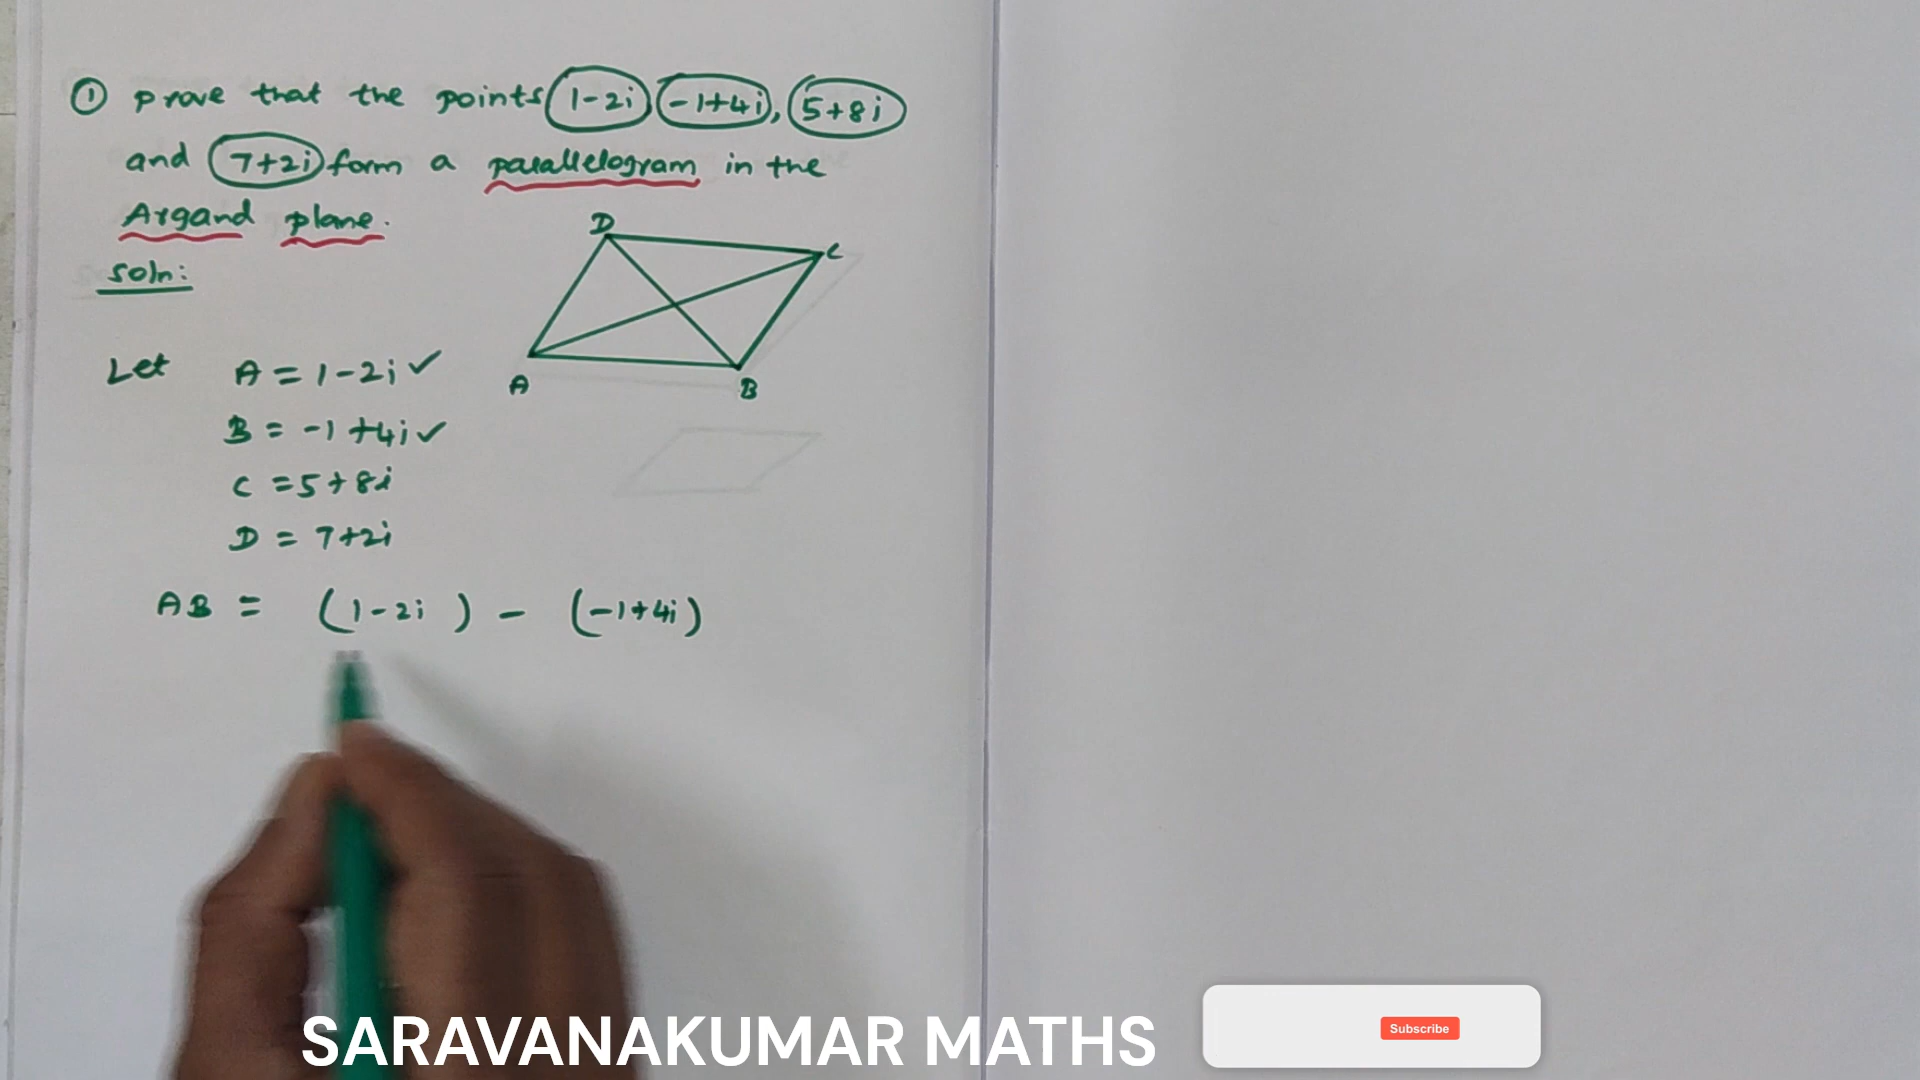 ① prove that the points 1-2i -1+4i, 5+8i
and 7+2i form a parallelogram in the
Argand plane.
soln:
D
C
A
B
Let A = 1-2i ✓
B = -1+4i ✓
C = 5+8i
D = 7+2i
AB = (1-2i) - (-1+4i)
SARAVANAKUMAR MATHS
Subscribe